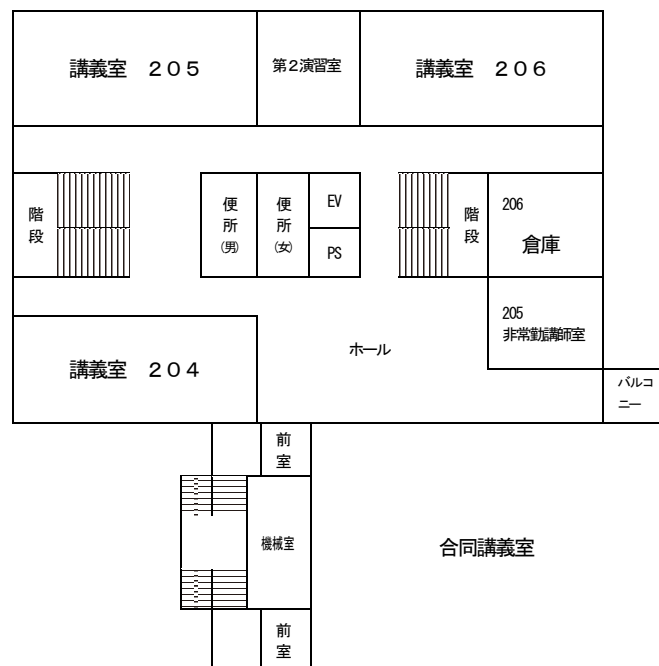 講義室　２０５
第２演習室
講義室　２０６
階段
便所
(男)
便所
(女)
EV
PS
階段
206
倉庫
205
非常勤講師室
講義室　２０４
ホール
バルコ
ニー
前室
機械室
合同講義室
前室